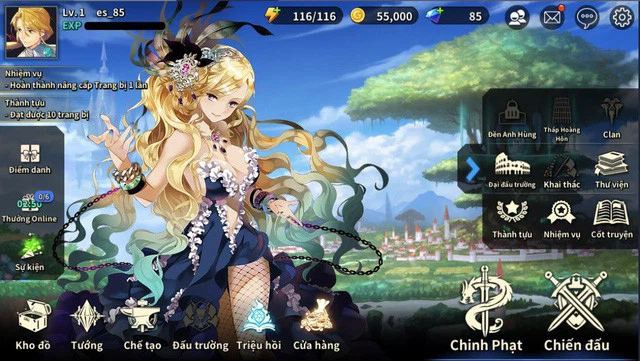 Lv. 1 es_85
EXP
116/116
55,000
85
Nhiệm vụ
- Hoàn thành nâng cấp Trang bị 1 lần
Thành tựu
- Đạt được 10 trang bị
Điểm danh
0/6
02:50
Thưởng Online
Sự kiện
Đền Anh Hùng
Tháp Hoàng Hôn
Clan
Đại đấu trường
Khai thác
Thư viện
Thành tựu
Nhiệm vụ
Cốt truyện
Kho đồ
Tướng
Chế tạo
Đấu trường
Triệu hồi
Cửa hàng
Chinh Phạt
Chiến đấu